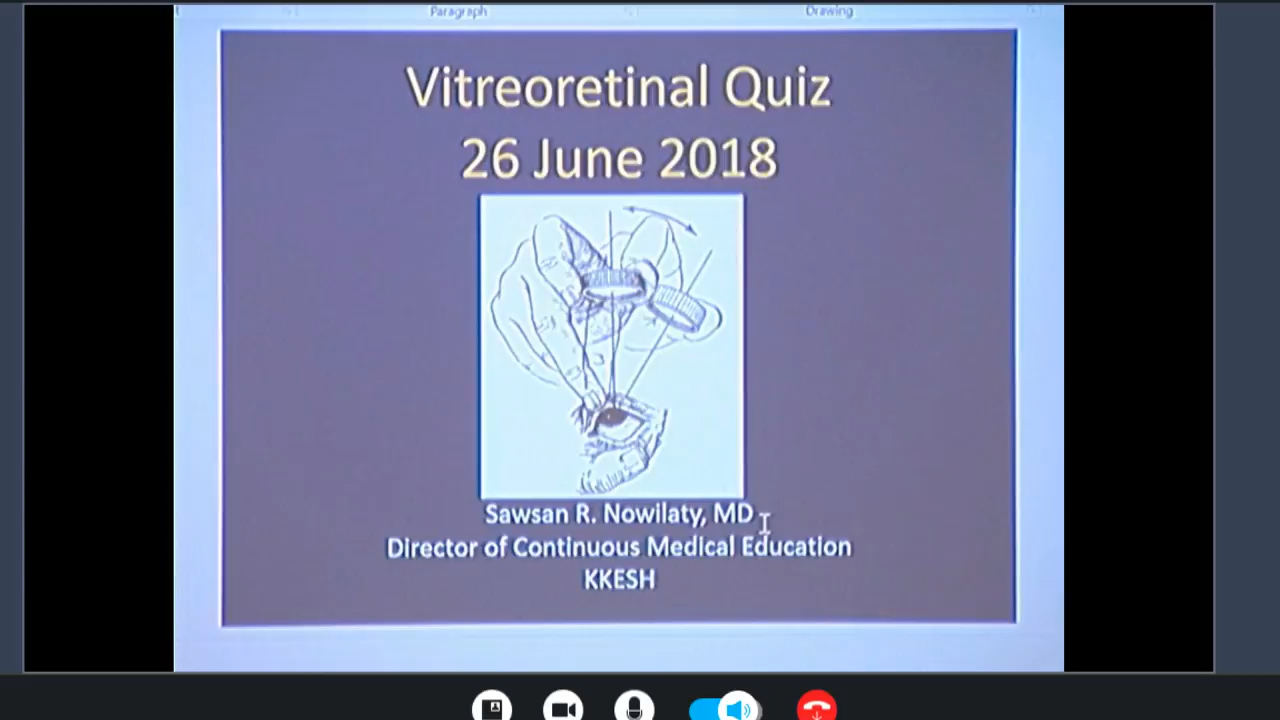 Paragraph
Drawing
Vitreoretinal Quiz
26 June 2018
Sawsan R. Nowilaty, MD
Director of Continuous Medical Education
KKESH